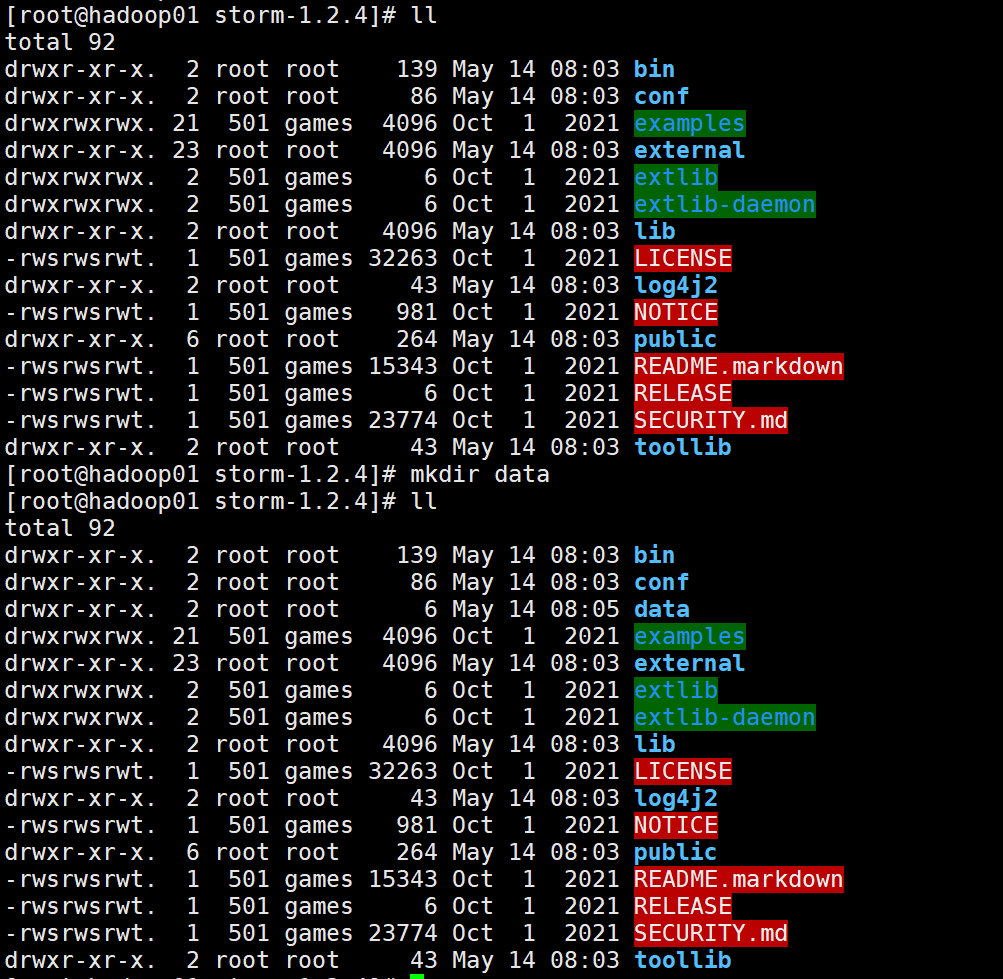 [root@hadoop01 storm-1.2.4]# ll
total 92
drwxr-xr-x.  2 root root    139 May 14 08:03 bin
drwxr-xr-x.  2 root root     86 May 14 08:03 conf
drwxrwxrwx. 21  501 games  4096 Oct  1  2021 examples
drwxr-xr-x. 23 root root   4096 May 14 08:03 external
drwxrwxrwx.  2  501 games     6 Oct  1  2021 extlib
drwxrwxrwx.  2  501 games     6 Oct  1  2021 extlib-daemon
drwxr-xr-x.  2 root root   4096 May 14 08:03 lib
-rwsrwsrwt.  1  501 games 32263 Oct  1  2021 LICENSE
drwxr-xr-x.  2 root root     43 May 14 08:03 log4j2
-rwsrwsrwt.  1  501 games   981 Oct  1  2021 NOTICE
drwxr-xr-x.  6 root root    264 May 14 08:03 public
-rwsrwsrwt.  1  501 games 15343 Oct  1  2021 README.markdown
-rwsrwsrwt.  1  501 games     6 Oct  1  2021 RELEASE
-rwsrwsrwt.  1  501 games 23774 Oct  1  2021 SECURITY.md
drwxr-xr-x.  2 root root     43 May 14 08:03 toollib
[root@hadoop01 storm-1.2.4]# mkdir data
[root@hadoop01 storm-1.2.4]# ll
total 92
drwxr-xr-x.  2 root root    139 May 14 08:03 bin
drwxr-xr-x.  2 root root     86 May 14 08:03 conf
drwxr-xr-x.  2 root root      6 May 14 08:05 data
drwxrwxrwx. 21  501 games  4096 Oct  1  2021 examples
drwxr-xr-x. 23 root root   4096 May 14 08:03 external
drwxrwxrwx.  2  501 games     6 Oct  1  2021 extlib
drwxrwxrwx.  2  501 games     6 Oct  1  2021 extlib-daemon
drwxr-xr-x.  2 root root   4096 May 14 08:03 lib
-rwsrwsrwt.  1  501 games 32263 Oct  1  2021 LICENSE
drwxr-xr-x.  2 root root     43 May 14 08:03 log4j2
-rwsrwsrwt.  1  501 games   981 Oct  1  2021 NOTICE
drwxr-xr-x.  6 root root    264 May 14 08:03 public
-rwsrwsrwt.  1  501 games 15343 Oct  1  2021 README.markdown
-rwsrwsrwt.  1  501 games     6 Oct  1  2021 RELEASE
-rwsrwsrwt.  1  501 games 23774 Oct  1  2021 SECURITY.md
drwxr-xr-x.  2 root root     43 May 14 08:03 toollib